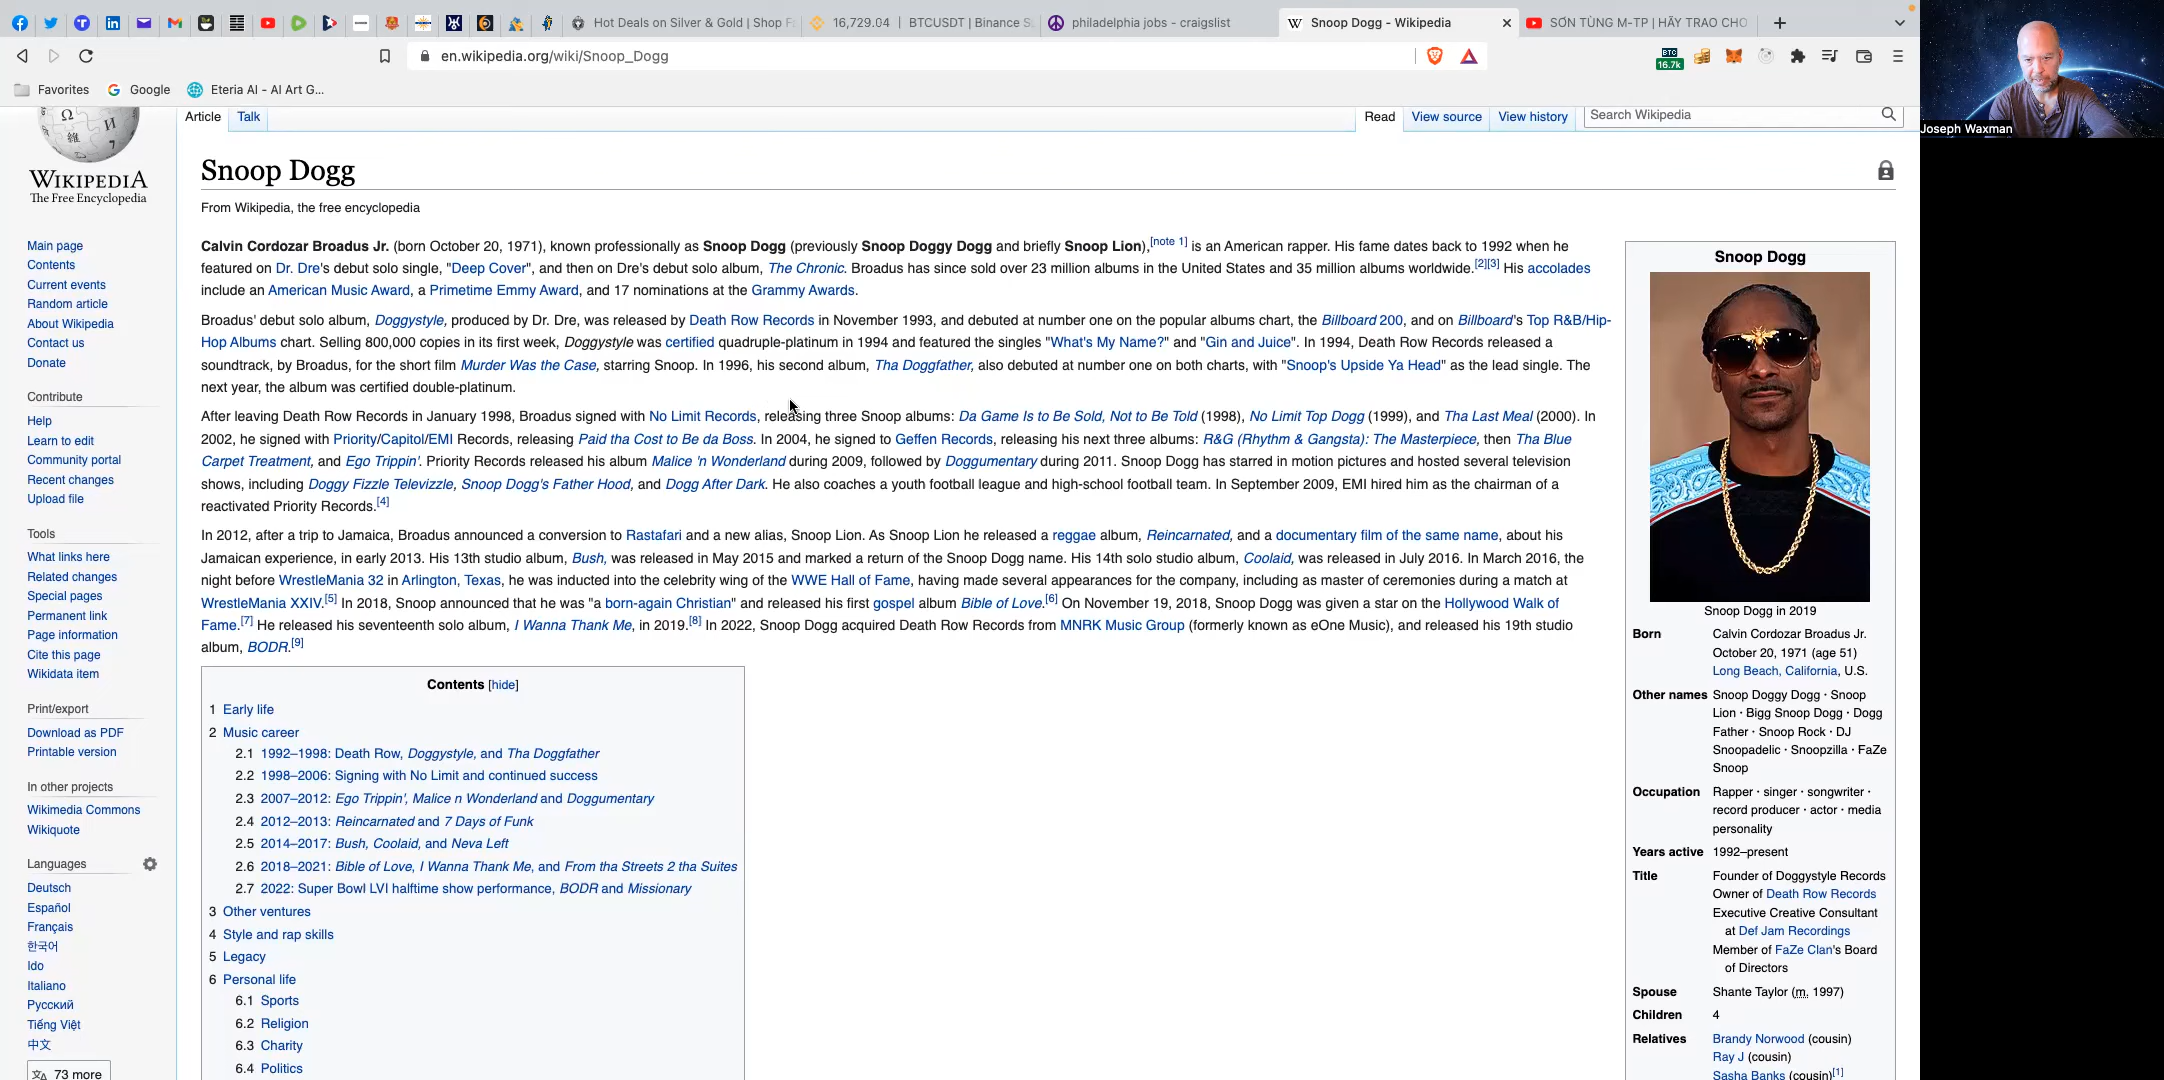 Hot Deals on Silver & Gold | Shop F
16,729.04 | BTCUSDT | Binance S
philadelphia jobs - craigslist
Snoop Dogg - Wikipedia
SƠN TÙNG M-TP | HÃY TRAO CHO
en.wikipedia.org/wiki/Snoop_Dogg
BTC
16.7k
Favorites
Google
Eteria AI - AI Art G...
Joseph Waxman
WIKIPEDIA
The Free Encyclopedia
Main page
Contents
Current events
Random article
About Wikipedia
Contact us
Donate
Contribute
Help
Learn to edit
Community portal
Recent changes
Upload file
Tools
What links here
Related changes
Special pages
Permanent link
Page information
Cite this page
Wikidata item
Print/export
Download as PDF
Printable version
In other projects
Wikimedia Commons
Wikiquote
Languages
Deutsch
Español
Français
한국어
Ido
Italiano
Русский
Tiếng Việt
中文
73 more
Article Talk
Read View source View history
Search Wikipedia
Snoop Dogg
From Wikipedia, the free encyclopedia
Calvin Cordozar Broadus Jr. (born October 20, 1971), known professionally as Snoop Dogg (previously Snoop Doggy Dogg and briefly Snoop Lion),[note 1] is an American rapper. His fame dates back to 1992 when he
featured on Dr. Dre's debut solo single, "Deep Cover", and then on Dre's debut solo album, The Chronic. Broadus has since sold over 23 million albums in the United States and 35 million albums worldwide.[2][3] His accolades
include an American Music Award, a Primetime Emmy Award, and 17 nominations at the Grammy Awards.
Broadus' debut solo album, Doggystyle, produced by Dr. Dre, was released by Death Row Records in November 1993, and debuted at number one on the popular albums chart, the Billboard 200, and on Billboard's Top R&B/Hip-
Hop Albums chart. Selling 800,000 copies in its first week, Doggystyle was certified quadruple-platinum in 1994 and featured the singles "What's My Name?" and "Gin and Juice". In 1994, Death Row Records released a
soundtrack, by Broadus, for the short film Murder Was the Case, starring Snoop. In 1996, his second album, Tha Doggfather, also debuted at number one on both charts, with "Snoop's Upside Ya Head" as the lead single. The
next year, the album was certified double-platinum.
After leaving Death Row Records in January 1998, Broadus signed with No Limit Records, releasing three Snoop albums: Da Game Is to Be Sold, Not to Be Told (1998), No Limit Top Dogg (1999), and Tha Last Meal (2000). In
2002, he signed with Priority/Capitol/EMI Records, releasing Paid tha Cost to Be da Boss. In 2004, he signed to Geffen Records, releasing his next three albums: R&G (Rhythm & Gangsta): The Masterpiece, then Tha Blue
Carpet Treatment, and Ego Trippin'. Priority Records released his album Malice 'n Wonderland during 2009, followed by Doggumentary during 2011. Snoop Dogg has starred in motion pictures and hosted several television
shows, including Doggy Fizzle Televizzle, Snoop Dogg's Father Hood, and Dogg After Dark. He also coaches a youth football league and high-school football team. In September 2009, EMI hired him as the chairman of a
reactivated Priority Records.[4]
In 2012, after a trip to Jamaica, Broadus announced a conversion to Rastafari and a new alias, Snoop Lion. As Snoop Lion he released a reggae album, Reincarnated, and a documentary film of the same name, about his
Jamaican experience, in early 2013. His 13th studio album, Bush, was released in May 2015 and marked a return of the Snoop Dogg name. His 14th solo studio album, Coolaid, was released in July 2016. In March 2016, the
night before WrestleMania 32 in Arlington, Texas, he was inducted into the celebrity wing of the WWE Hall of Fame, having made several appearances for the company, including as master of ceremonies during a match at
WrestleMania XXIV.[5] In 2018, Snoop announced that he was "a born-again Christian" and released his first gospel album Bible of Love.[6] On November 19, 2018, Snoop Dogg was given a star on the Hollywood Walk of
Fame.[7] He released his seventeenth solo album, I Wanna Thank Me, in 2019.[8] In 2022, Snoop Dogg acquired Death Row Records from MNRK Music Group (formerly known as eOne Music), and released his 19th studio
album, BODR.[9]
Contents [hide]
1 Early life
2 Music career
2.1 1992–1998: Death Row, Doggystyle, and Tha Doggfather
2.2 1998–2006: Signing with No Limit and continued success
2.3 2007–2012: Ego Trippin', Malice n Wonderland and Doggumentary
2.4 2012–2013: Reincarnated and 7 Days of Funk
2.5 2014–2017: Bush, Coolaid, and Neva Left
2.6 2018–2021: Bible of Love, I Wanna Thank Me, and From tha Streets 2 tha Suites
2.7 2022: Super Bowl LVI halftime show performance, BODR and Missionary
3 Other ventures
4 Style and rap skills
5 Legacy
6 Personal life
6.1 Sports
6.2 Religion
6.3 Charity
6.4 Politics
Snoop Dogg
Snoop Dogg in 2019
Born Calvin Cordozar Broadus Jr.
October 20, 1971 (age 51)
Long Beach, California, U.S.
Other names Snoop Doggy Dogg · Snoop
Lion · Bigg Snoop Dogg · Dogg
Father · Snoop Rock · DJ
Snoopadelic · Snoopzilla · FaZe
Snoop
Occupation Rapper · singer · songwriter ·
record producer · actor · media
personality
Years active 1992–present
Title Founder of Doggystyle Records
Owner of Death Row Records
Executive Creative Consultant
at Def Jam Recordings
Member of FaZe Clan's Board
of Directors
Spouse Shante Taylor (m. 1997)
Children 4
Relatives Brandy Norwood (cousin)
Ray J (cousin)
Sasha Banks (cousin)[1]